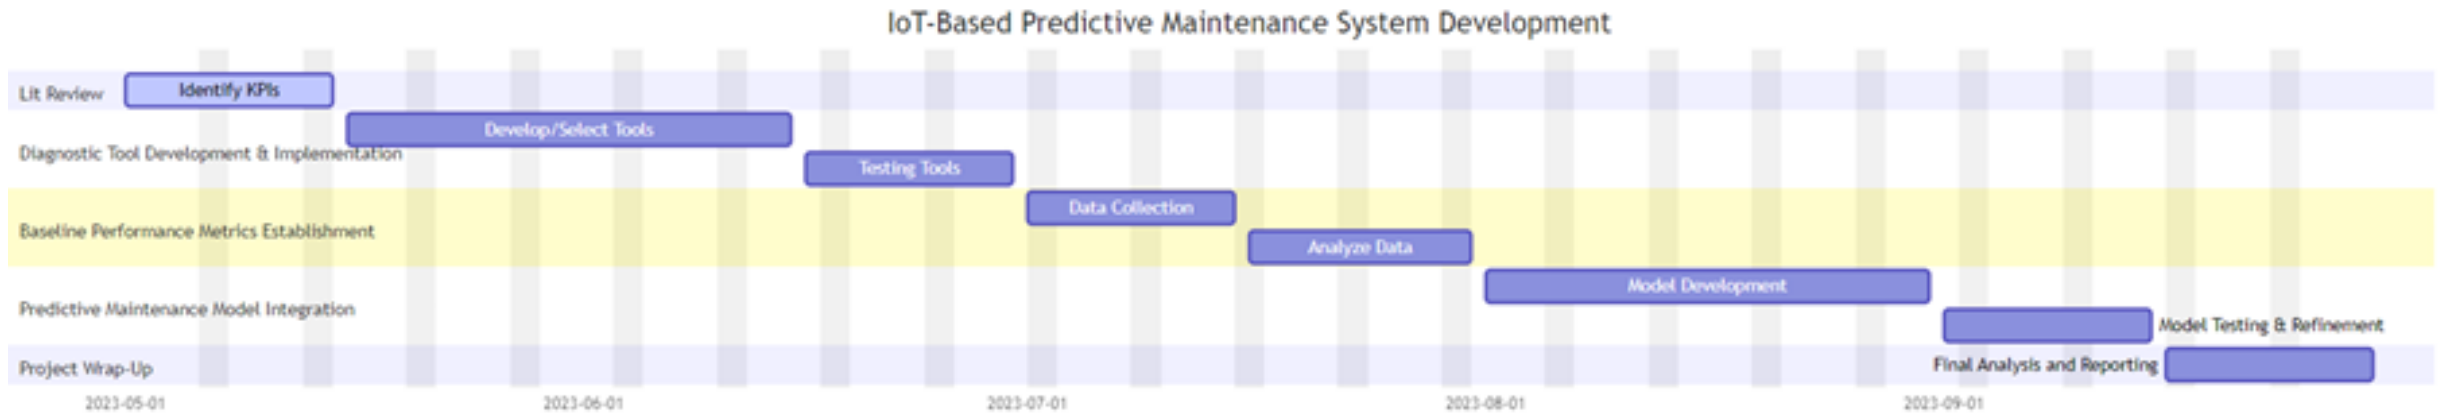 IoT-Based Predictive Maintenance System Development
Lit Review
Identify KPIs
Develop/Select Tools
Diagnostic Tool Development & Implementation
Testing Tools
Data Collection
Baseline Performance Metrics Establishment
Analyze Data
Model Development
Predictive Maintenance Model Integration
Model Testing & Refinement
Project Wrap-Up
Final Analysis and Reporting
2023-05-01
2023-06-01
2023-07-01
2023-08-01
2023-09-01